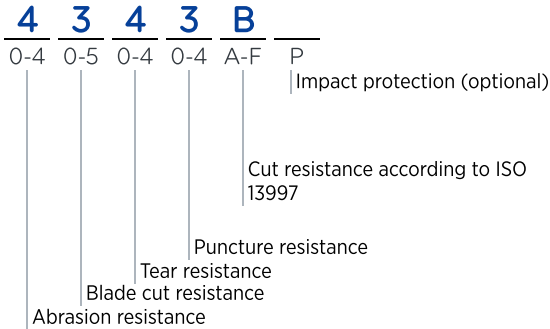 4 3 4 3 B
0-4 0-5 0-4 0-4 A-F P
Impact protection (optional)
Cut resistance according to ISO
13997
Puncture resistance
Tear resistance
Blade cut resistance
Abrasion resistance